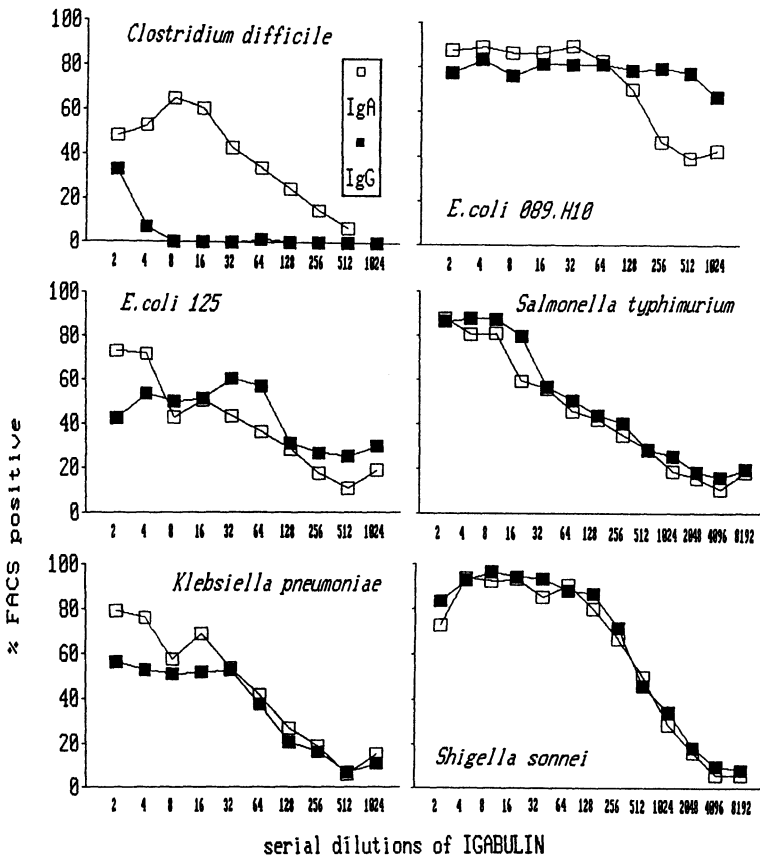 100
80
60
40
20
0
Clostridium difficile
IgA
IgG
2 4 8 16 32 64 128 256 512 1024
E.coli 089.H10
2 4 8 16 32 64 128 256 512 1024
% FACS positive
100
80
60
40
20
0
E.coli 125
2 4 8 16 32 64 128 256 512 1024
Salmonella typhimurium
2 4 8 16 32 64 128 256 512 1024 2048 4096 8192
100
80
60
40
20
0
Klebsiella pneumoniae
2 4 8 16 32 64 128 256 512 1024
Shigella sonnei
2 4 8 16 32 64 128 256 512 1024 2048 4096 8192
serial dilutions of IGABULIN